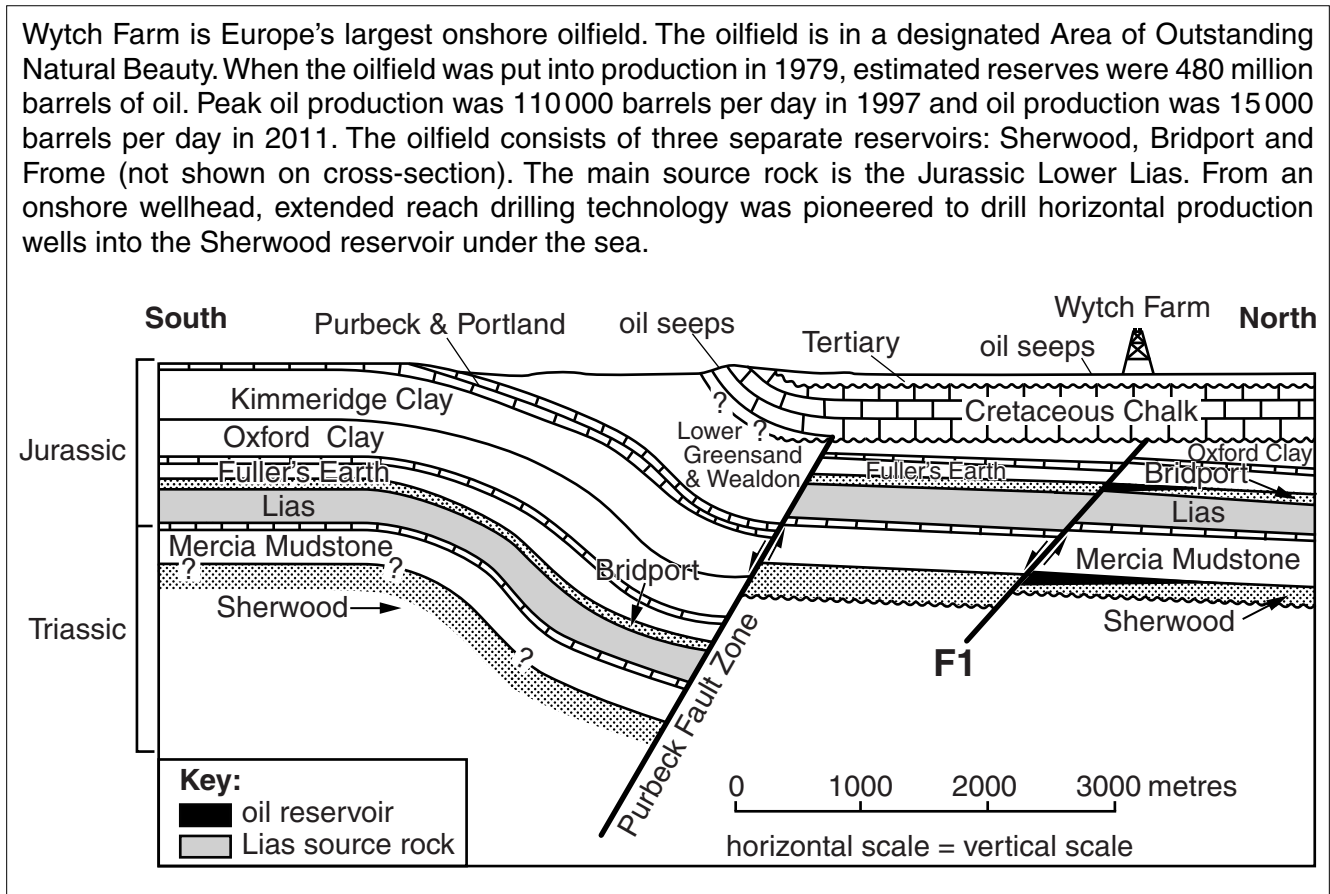 Wytch Farm is Europe's largest onshore oilfield. The oilfield is in a designated Area of Outstanding
Natural Beauty. When the oilfield was put into production in 1979, estimated reserves were 480 million
barrels of oil. Peak oil production was 110 000 barrels per day in 1997 and oil production was 15 000
barrels per day in 2011. The oilfield consists of three separate reservoirs: Sherwood, Bridport and
Frome (not shown on cross-section). The main source rock is the Jurassic Lower Lias. From an
onshore wellhead, extended reach drilling technology was pioneered to drill horizontal production
wells into the Sherwood reservoir under the sea.
South
Purbeck & Portland
oil seeps
Tertiary
oil seeps
Wytch Farm
North
Jurassic
Triassic
Kimmeridge Clay
Oxford Clay
Fuller's Earth
Lias
Mercia Mudstone
?
?
?
Sherwood
Bridport
?
?
Lower
Greensand
& Wealdon
Cretaceous Chalk
Oxford Clay
Fuller's Earth
Bridport
Lias
Mercia Mudstone
Sherwood
F1
Purbeck Fault Zone
Key:
oil reservoir
Lias source rock
0 1000 2000 3000 metres
horizontal scale = vertical scale